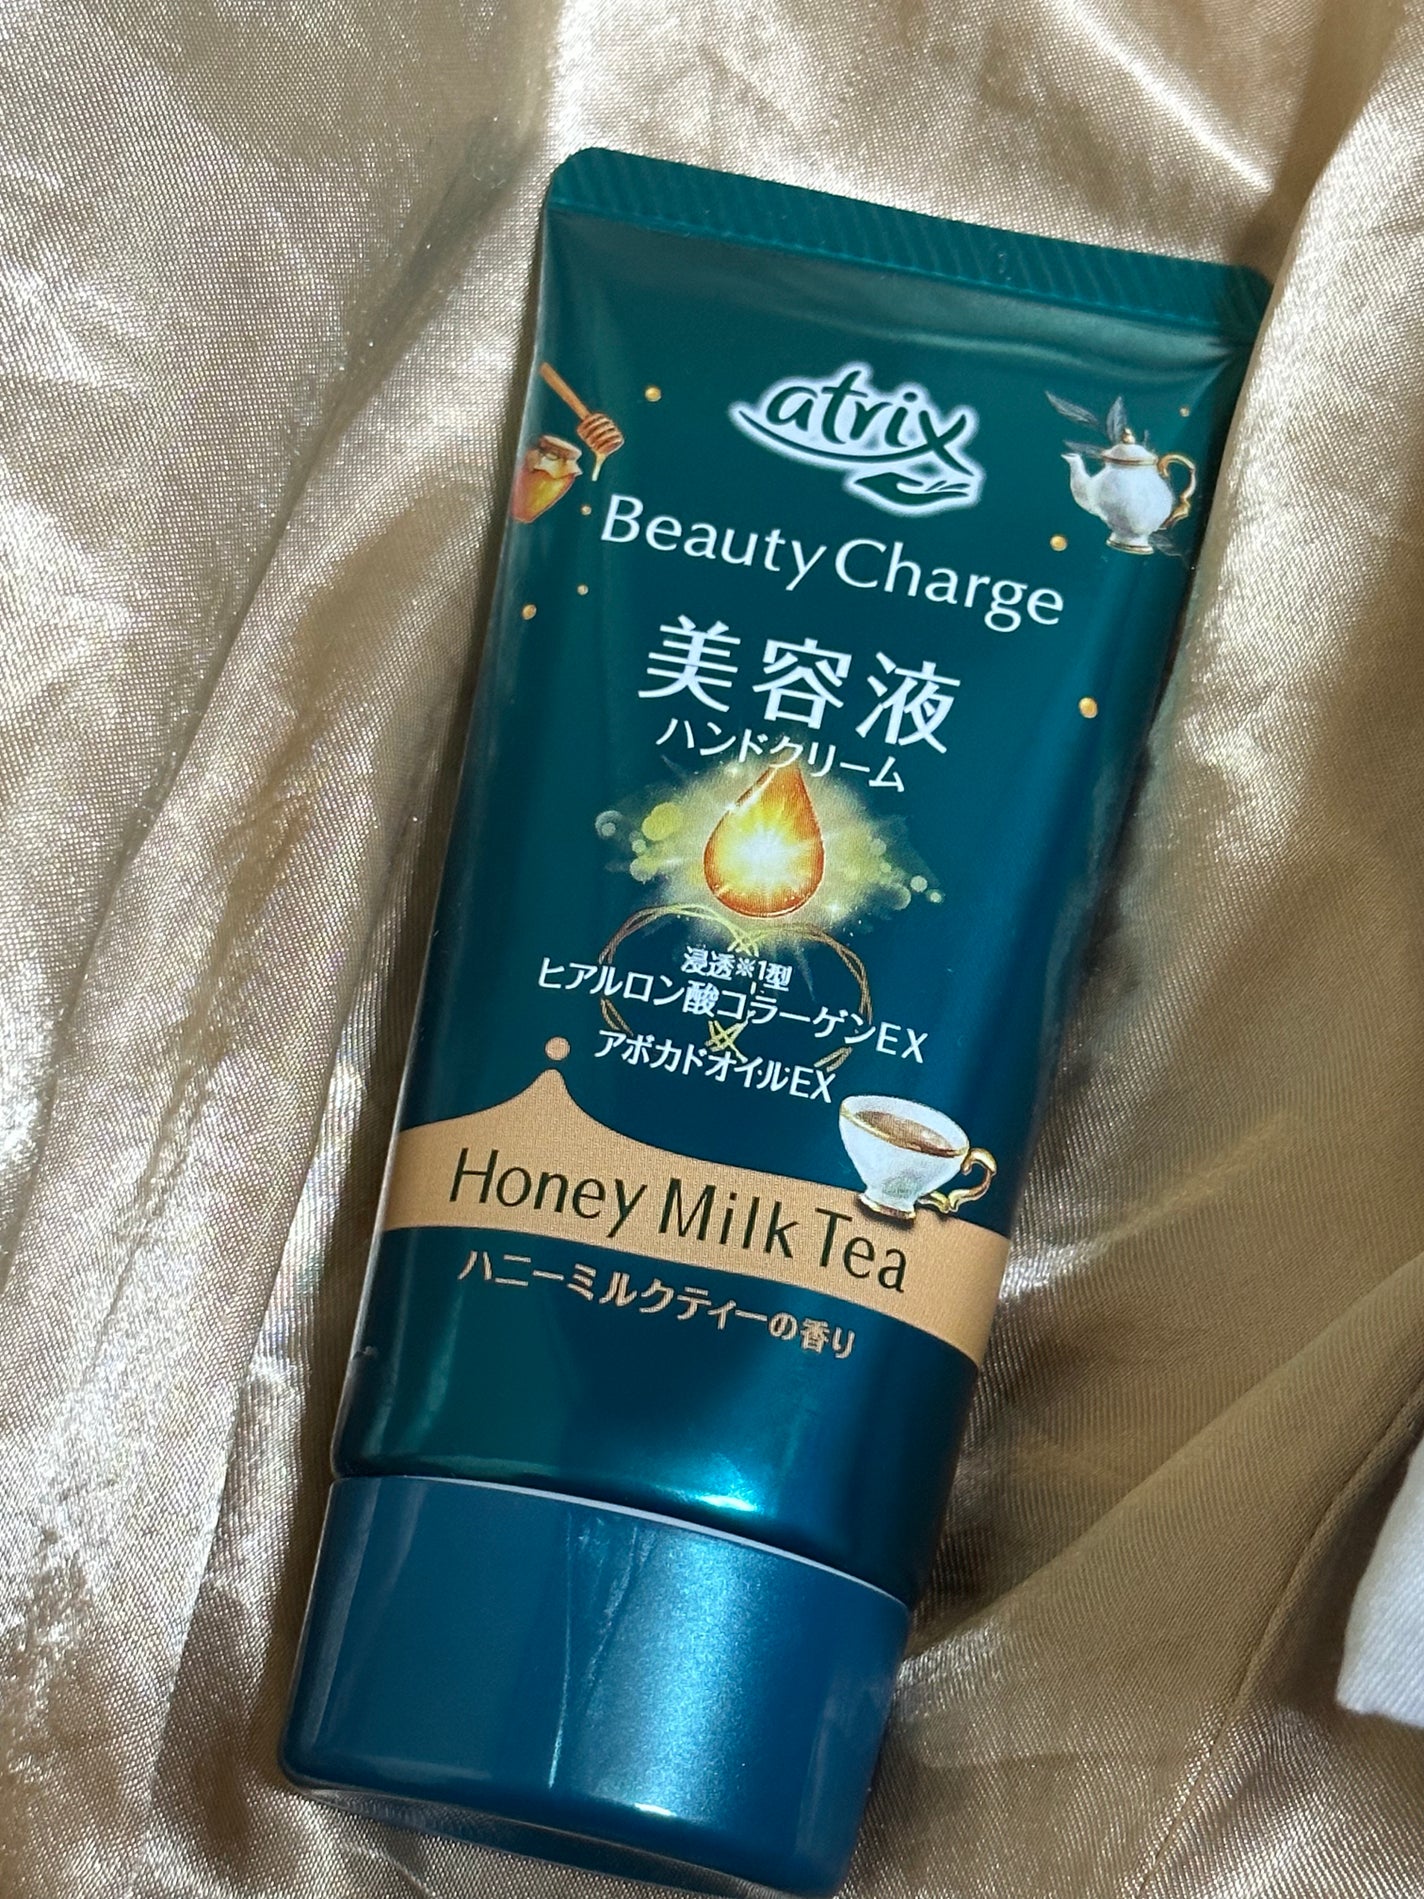 atrix
Beauty Charge
美容液
ハンドクリーム
浸透※1型
ヒアルロン酸コラーゲンEX
アボカドオイルEX
Honey Milk Tea
ハニーミルクティーの香り